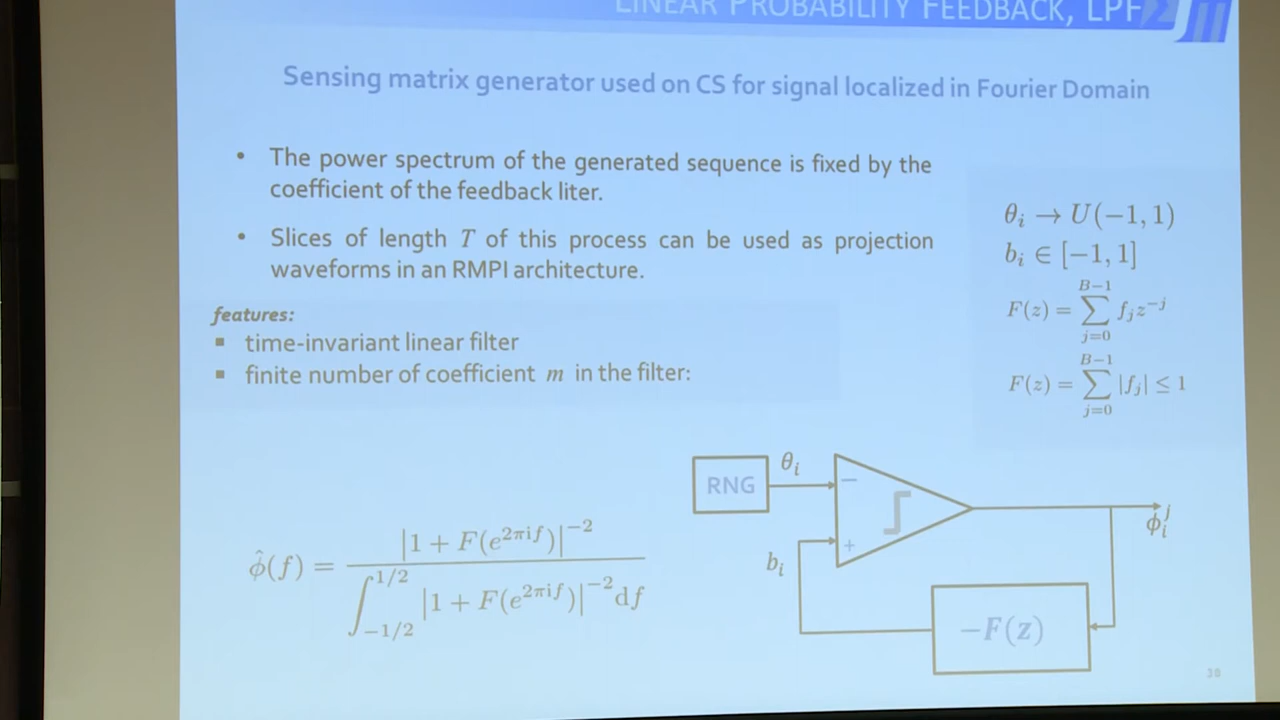 LINEAR PROBABILITY FEEDBACK, LPF
Sensing matrix generator used on CS for signal localized in Fourier Domain
• The power spectrum of the generated sequence is fixed by the
coefficient of the feedback liter.
• Slices of length T of this process can be used as projection
waveforms in an RMPI architecture.
features:
▪ time-invariant linear filter
▪ finite number of coefficient m in the filter:
θ_i → U(−1, 1)
b_i ∈ [−1, 1]
F(z) = ∑_{j=0}^{B−1} f_j z^{−j}
F(z) = ∑_{j=0}^{B−1} |f_j| ≤ 1
φ̂(f) = |1 + F(e^{2πif})|^{−2} / ∫_{−1/2}^{1/2} |1 + F(e^{2πif})|^{−2} df
RNG
θ_i
−
+
b_i
ϕ_i^j
−F(z)
38